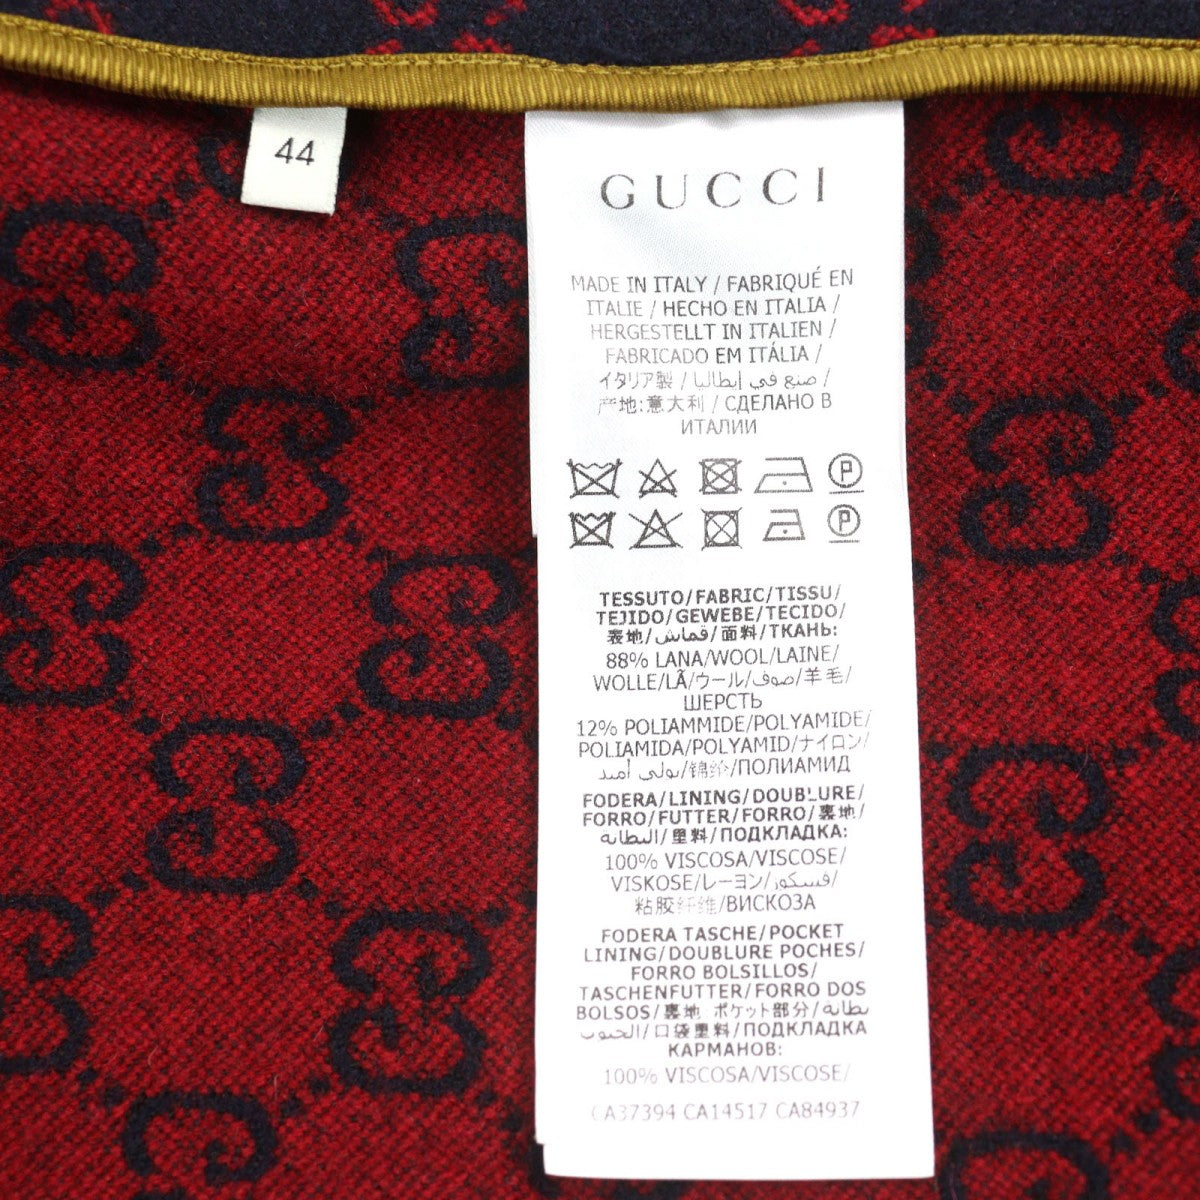 44
GUCCI
MADE IN ITALY / FABRIQUÉ EN
ITALIE / HECHO EN ITALIA /
HERGESTELLT IN ITALIEN /
FABRICADO EM ITÁLIA /
イタリア製 / صنع في إيطاليا /
产地:意大利 / СДЕЛАНО В
ИТАЛИИ
P
P
TESSUTO/FABRIC/TISSU/
TEJIDO/GEWEBE/TECIDO/
表地/قماش/面料/ТКАНЬ:
88% LANA/WOOL/LAINE/
WOLLE/LÃ/ウール/صوف/羊毛/
ШЕРСТЬ
12% POLIAMMIDE/POLYAMIDE/
POLIAMIDA/POLYAMID/ナイロン/
بولي أميد/锦纶/ПОЛИАМИД
FODERA/LINING/DOUBLURE/
FORRO/FUTTER/FORRO/裏地/
البطانة/里料/ПОДКЛАДКА:
100% VISCOSA/VISCOSE/
VISKOSE/レーヨン/فسكوز/
粘胶纤维/ВИСКОЗА
FODERA TASCHE/POCKET
LINING/DOUBLURE POCHES/
FORRO BOLSILLOS/
TASCHENFUTTER/FORRO DOS
BOLSOS/裏地:ポケット部分/بطانة
الجيوب/口袋里料/ПОДКЛАДКА
КАРМАНОВ:
100% VISCOSA/VISCOSE/
CA37394 CA14517 CA84937